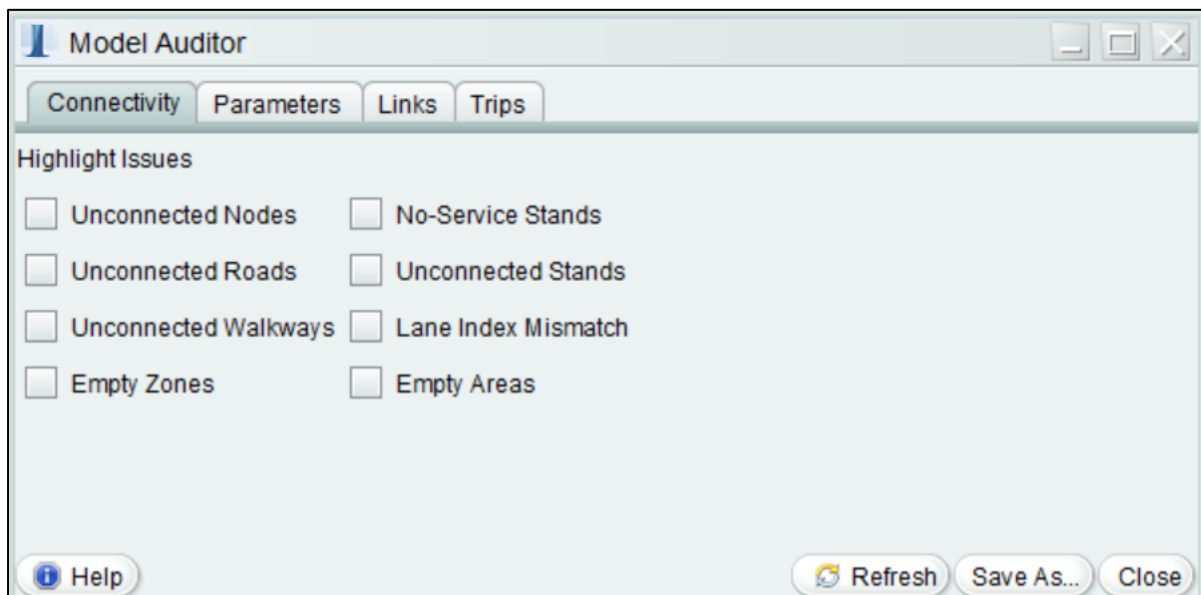 Model Auditor
Connectivity Parameters Links Trips
Highlight Issues
Unconnected Nodes No-Service Stands
Unconnected Roads Unconnected Stands
Unconnected Walkways Lane Index Mismatch
Empty Zones Empty Areas
Help Refresh Save As... Close